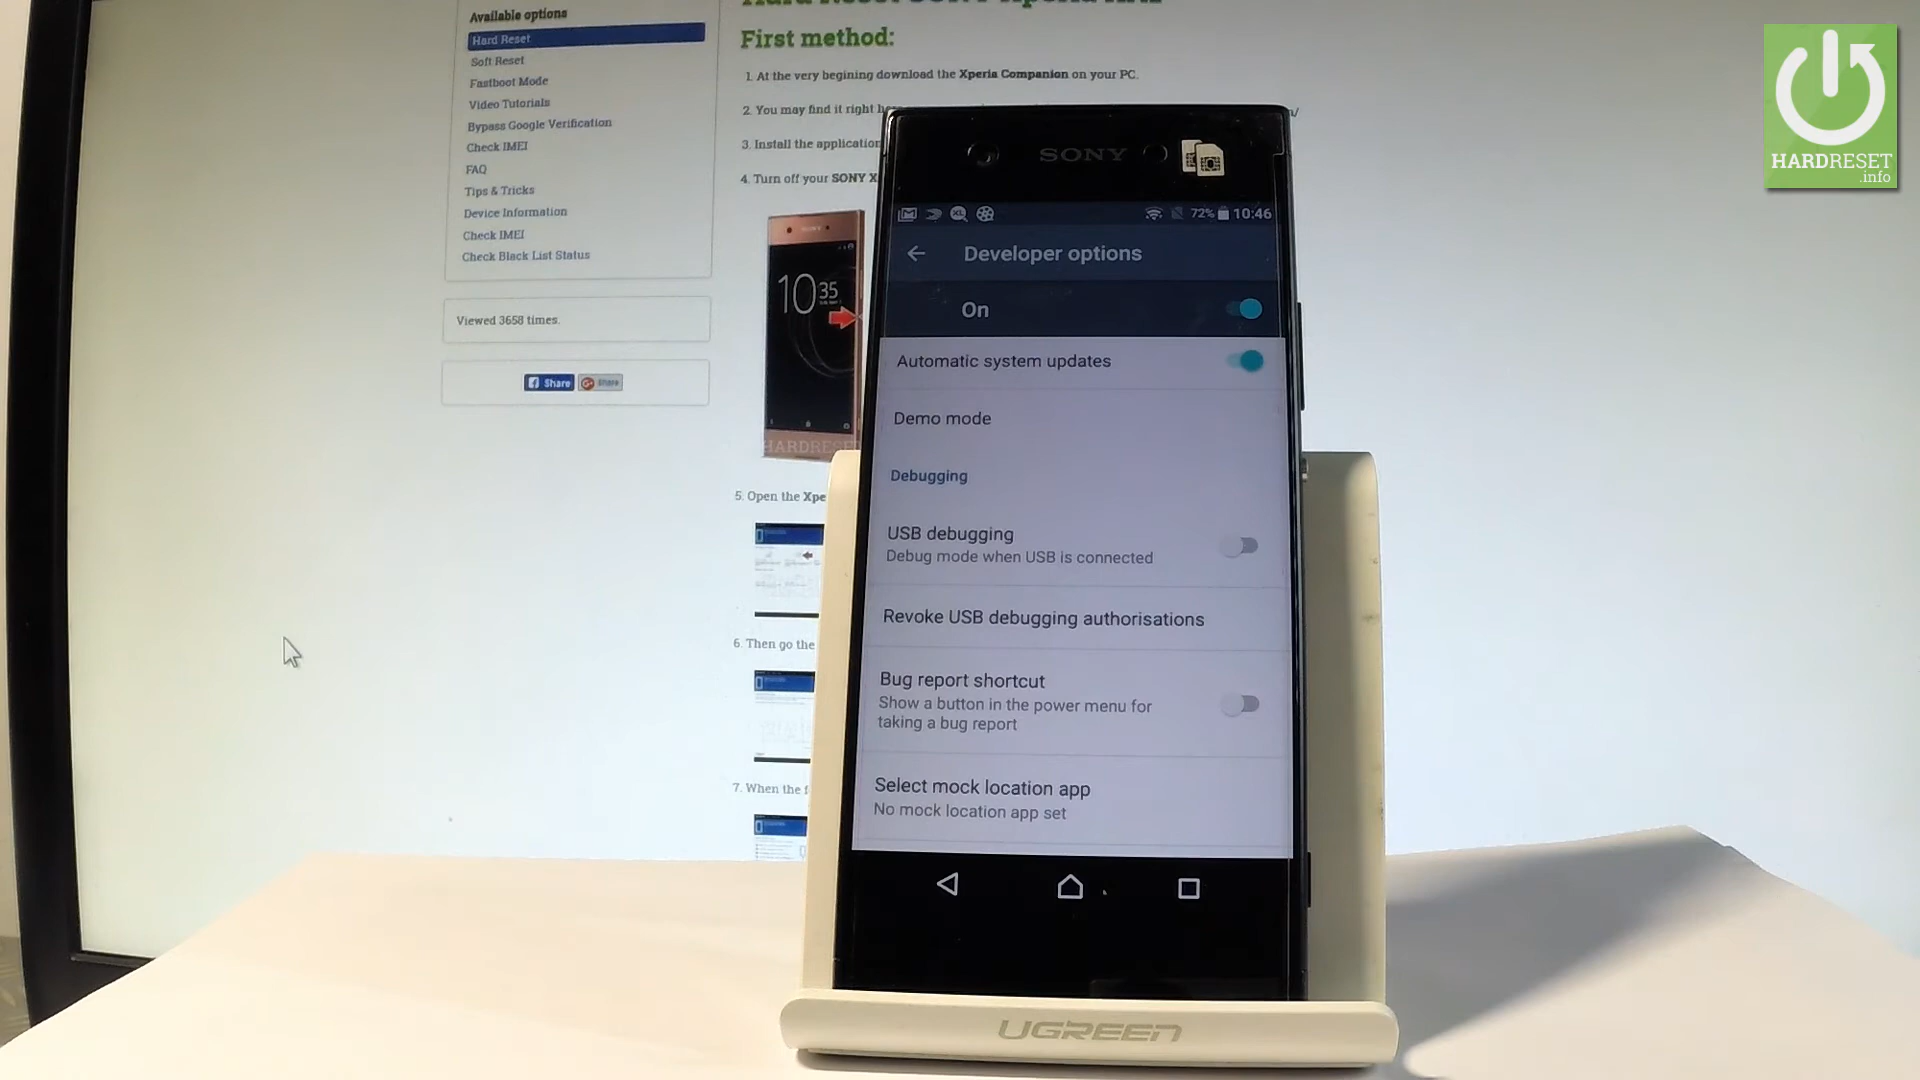 Available options
Hard Reset
Soft Reset
Fastboot Mode
Video Tutorials
Bypass Google Verification
Check IMEI
FAQ
Tips & Tricks
Device Information
Check IMEI
Check Black List Status
Viewed 3658 times.
Share
Share
First method:
1. At the very begining download the Xperia Companion on your PC.
2. You may find it right
3. Install the application
4. Turn off your SONY X
10 35
HARDRESET
5. Open the Xpe
6. Then go the
7. When the f
SONY
72% 10:46
Developer options
On
Automatic system updates
Demo mode
Debugging
USB debugging
Debug mode when USB is connected
Revoke USB debugging authorisations
Bug report shortcut
Show a button in the power menu for
taking a bug report
Select mock location app
No mock location app set
UGREEN
HARDRESET
.info